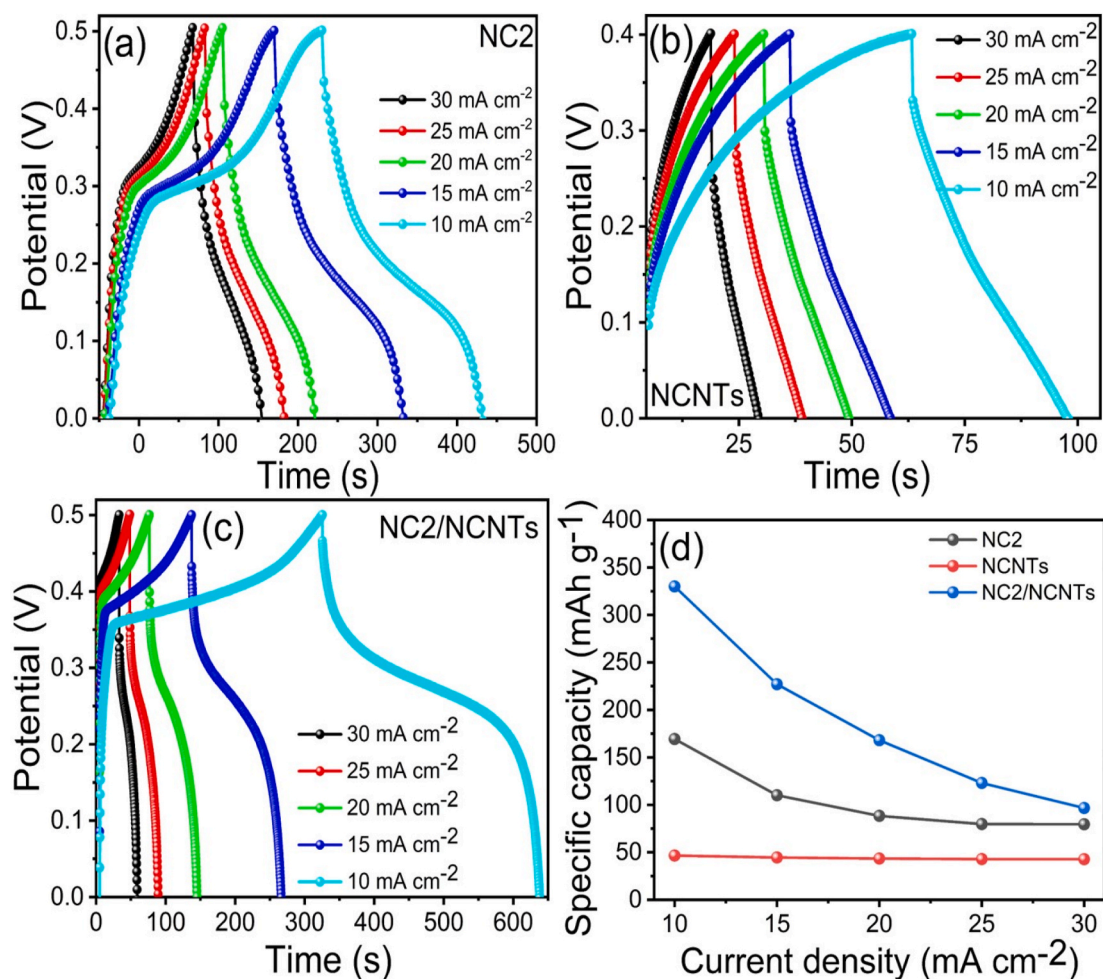 (a)
NC2
Potential (V)
0.5
0.4
0.3
0.2
0.1
0.0
30 mA cm-2
25 mA cm-2
20 mA cm-2
15 mA cm-2
10 mA cm-2
0
100
200
300
400
500
Time (s)
(b)
NCNTs
Potential (V)
0.4
0.3
0.2
0.1
0.0
30 mA cm-2
25 mA cm-2
20 mA cm-2
15 mA cm-2
10 mA cm-2
25
50
75
100
Time (s)
(c)
NC2/NCNTs
Potential (V)
0.5
0.4
0.3
0.2
0.1
0.0
30 mA cm-2
25 mA cm-2
20 mA cm-2
15 mA cm-2
10 mA cm-2
0
100
200
300
400
500
600
Time (s)
(d)
Specific capacity (mAh g-1)
400
350
300
250
200
150
100
50
0
NC2
NCNTs
NC2/NCNTs
10
15
20
25
30
Current density (mA cm-2)